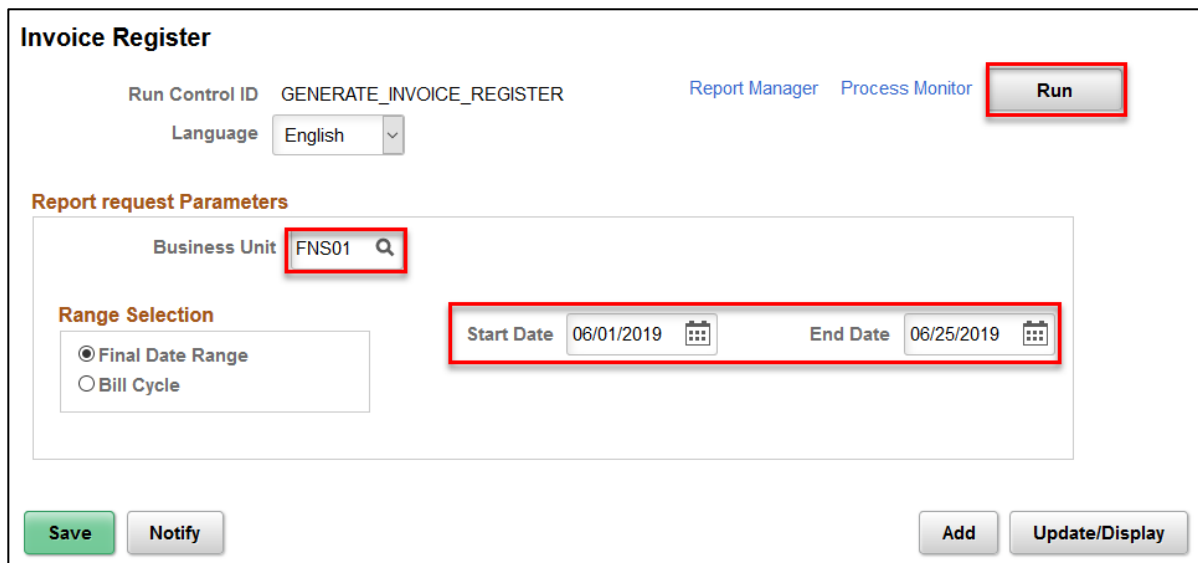 Invoice Register
Run Control ID GENERATE_INVOICE_REGISTER Report Manager Process Monitor Run
Language English
Report request Parameters
Business Unit FNS01
Range Selection
Start Date 06/01/2019 End Date 06/25/2019
Final Date Range
Bill Cycle
Save Notify Add Update/Display